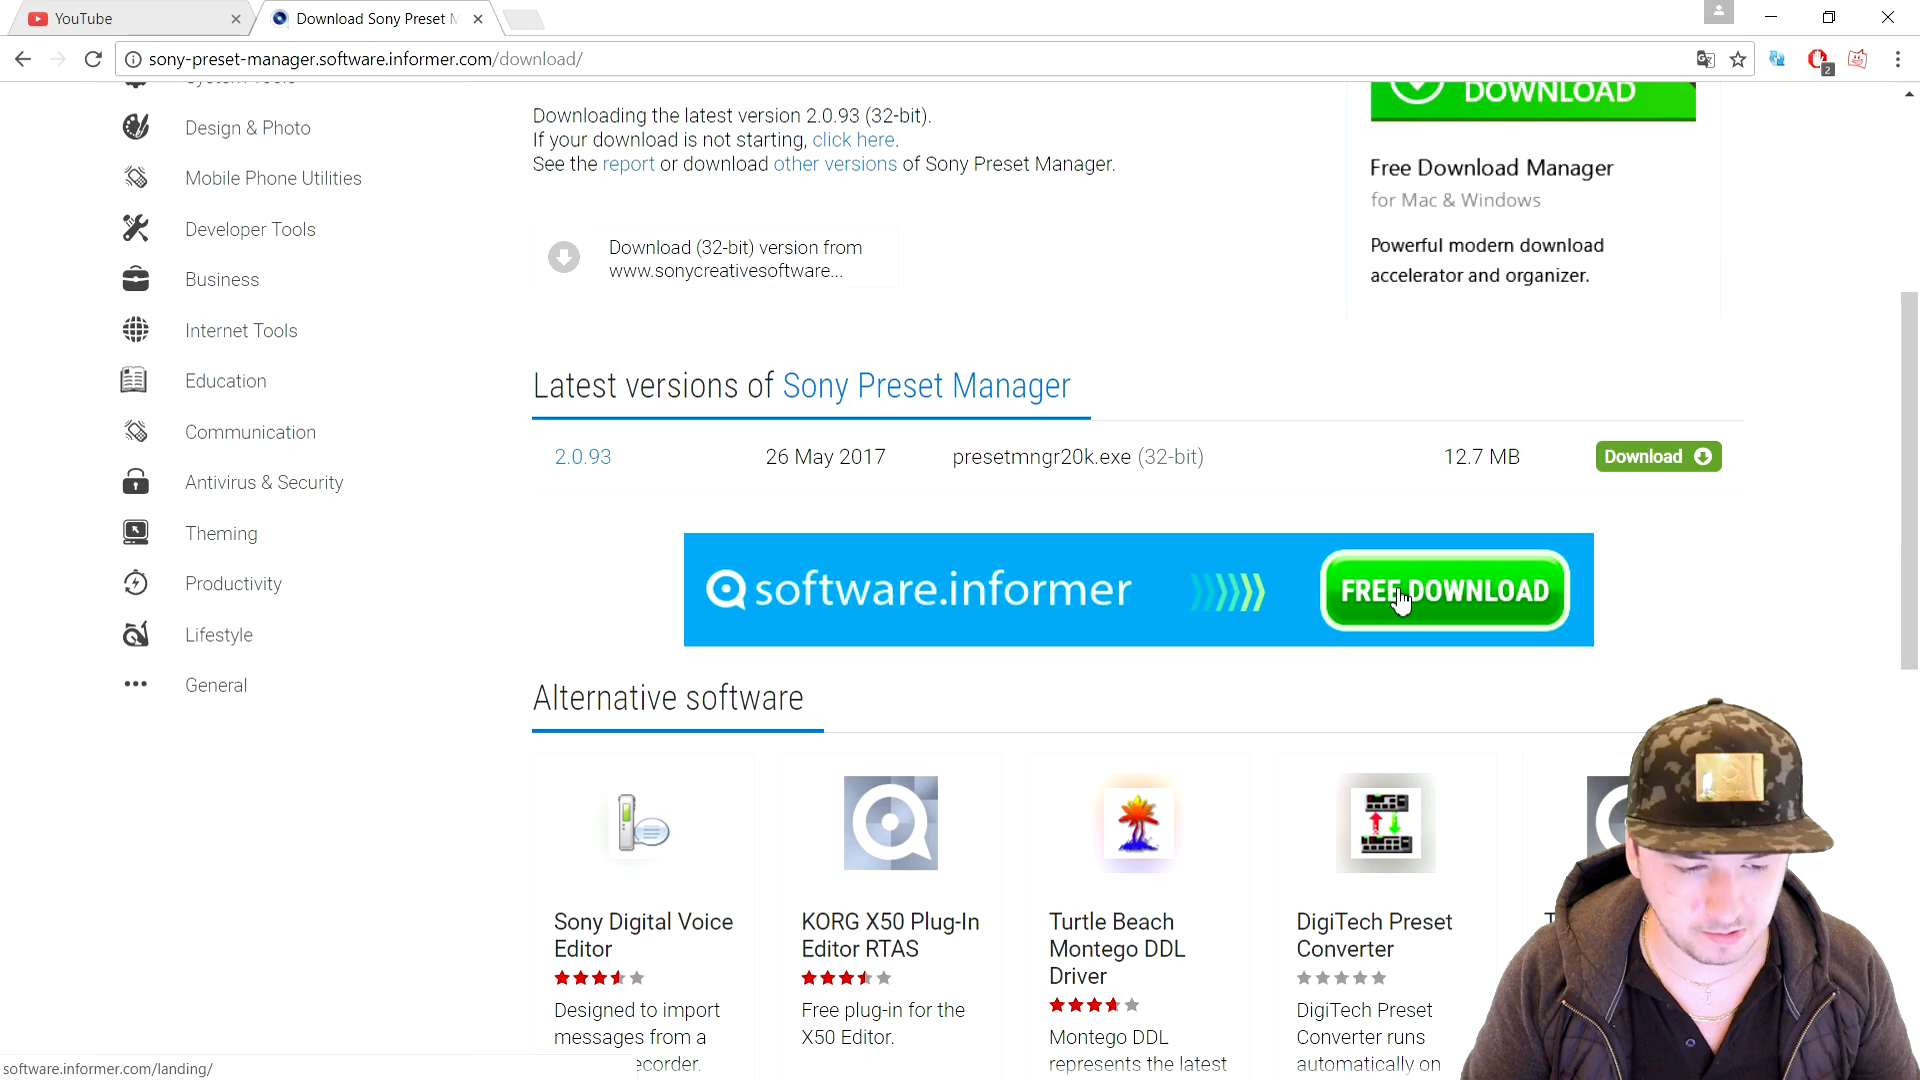 YouTube
Download Sony Preset M
sony-preset-manager.software.informer.com/download/
2
System Tools
Design & Photo
Mobile Phone Utilities
Developer Tools
Business
Internet Tools
Education
Communication
Antivirus & Security
Theming
Productivity
Lifestyle
General
Downloading the latest version 2.0.93 (32-bit).
If your download is not starting, click here.
See the report or download other versions of Sony Preset Manager.
Download (32-bit) version from
www.sonycreativesoftware...
DOWNLOAD
Free Download Manager
for Mac & Windows
Powerful modern download
accelerator and organizer.
Latest versions of Sony Preset Manager
2.0.93 26 May 2017 presetmngr20k.exe (32-bit) 12.7 MB Download
software.informer FREE DOWNLOAD
Alternative software
Sony Digital Voice
Editor
Designed to import
messages from a
ecorder.
KORG X50 Plug-In
Editor RTAS
Free plug-in for the
X50 Editor.
Turtle Beach
Montego DDL
Driver
Montego DDL
represents the latest
DigiTech Preset
Converter
DigiTech Preset
Converter runs
automatically on
software.informer.com/landing/